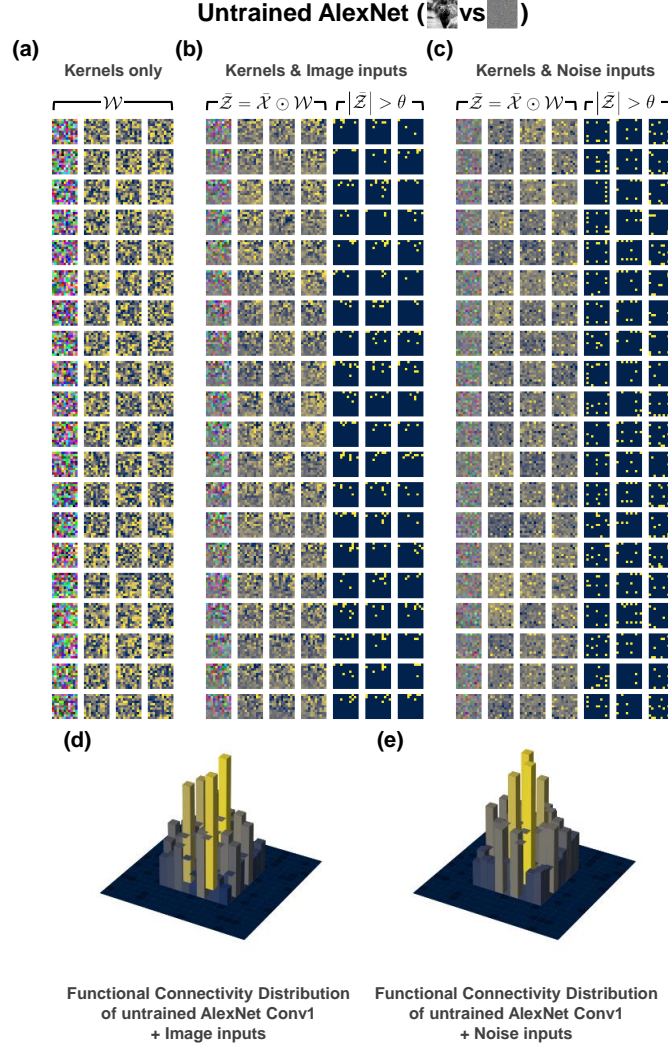 Untrained AlexNet ( vs )
(a)
Kernels only
𝒲
(b)
Kernels & Image inputs
𝒵̄ = 𝒳̄ ⊙ 𝒲
|𝒵̄| > θ
(c)
Kernels & Noise inputs
𝒵̄ = 𝒳̄ ⊙ 𝒲
|𝒵̄| > θ
(d)
(e)
Functional Connectivity Distribution
of untrained AlexNet Conv1
+ Image inputs
Functional Connectivity Distribution
of untrained AlexNet Conv1
+ Noise inputs